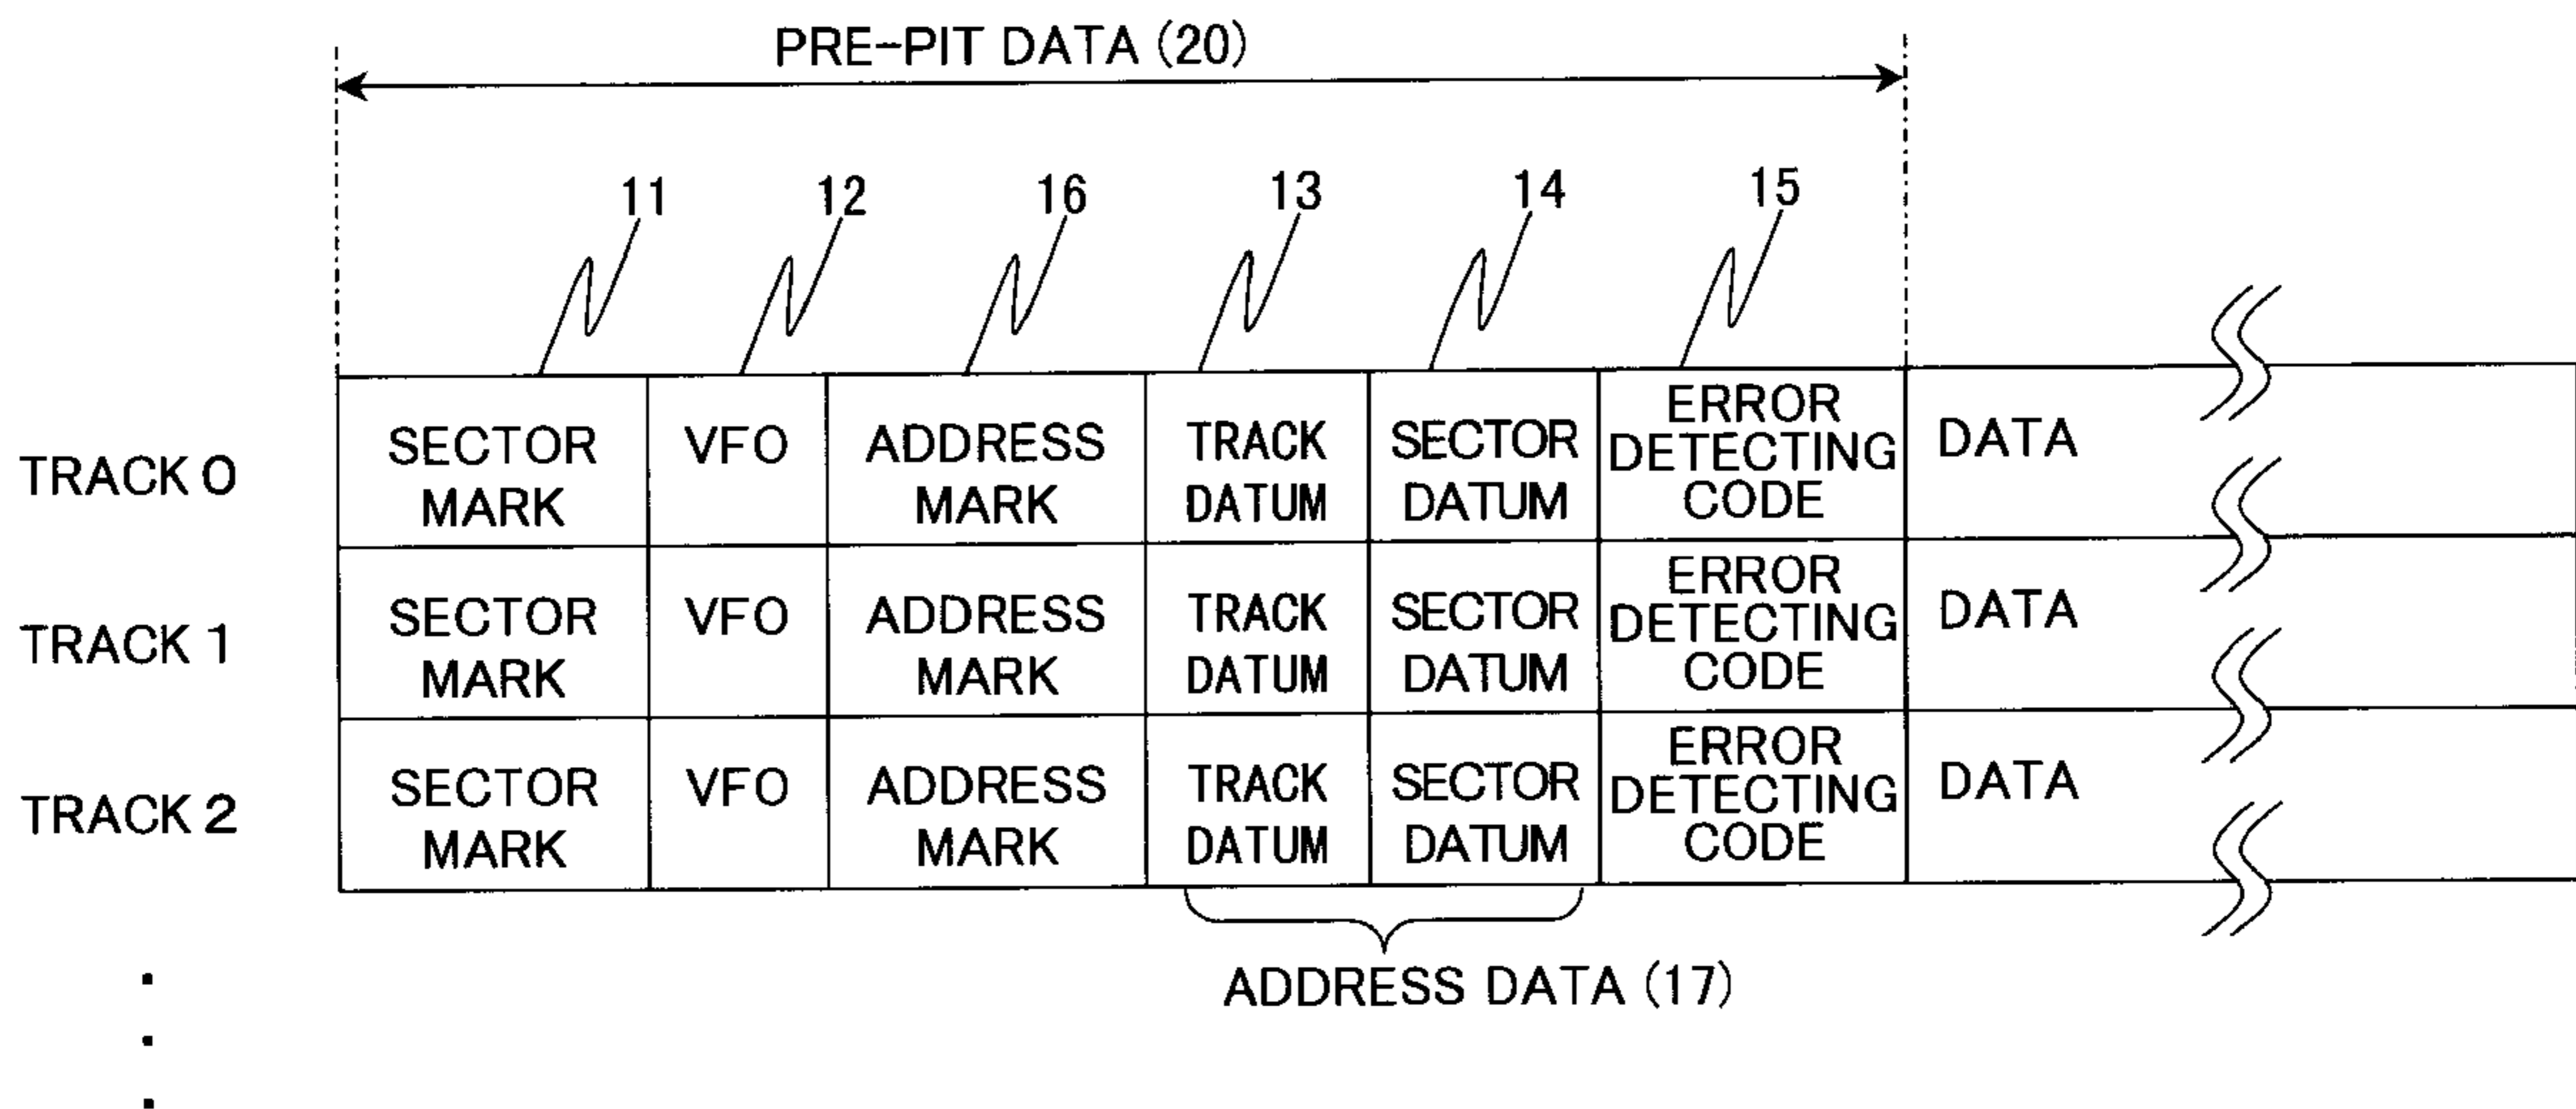 PRE-PIT DATA (20)
11 12 16 13 14 15
TRACK 0
SECTOR MARK
VFO
ADDRESS MARK
TRACK DATUM
SECTOR DATUM
ERROR DETECTING CODE
DATA
TRACK 1
SECTOR MARK
VFO
ADDRESS MARK
TRACK DATUM
SECTOR DATUM
ERROR DETECTING CODE
DATA
TRACK 2
SECTOR MARK
VFO
ADDRESS MARK
TRACK DATUM
SECTOR DATUM
ERROR DETECTING CODE
DATA
ADDRESS DATA (17)